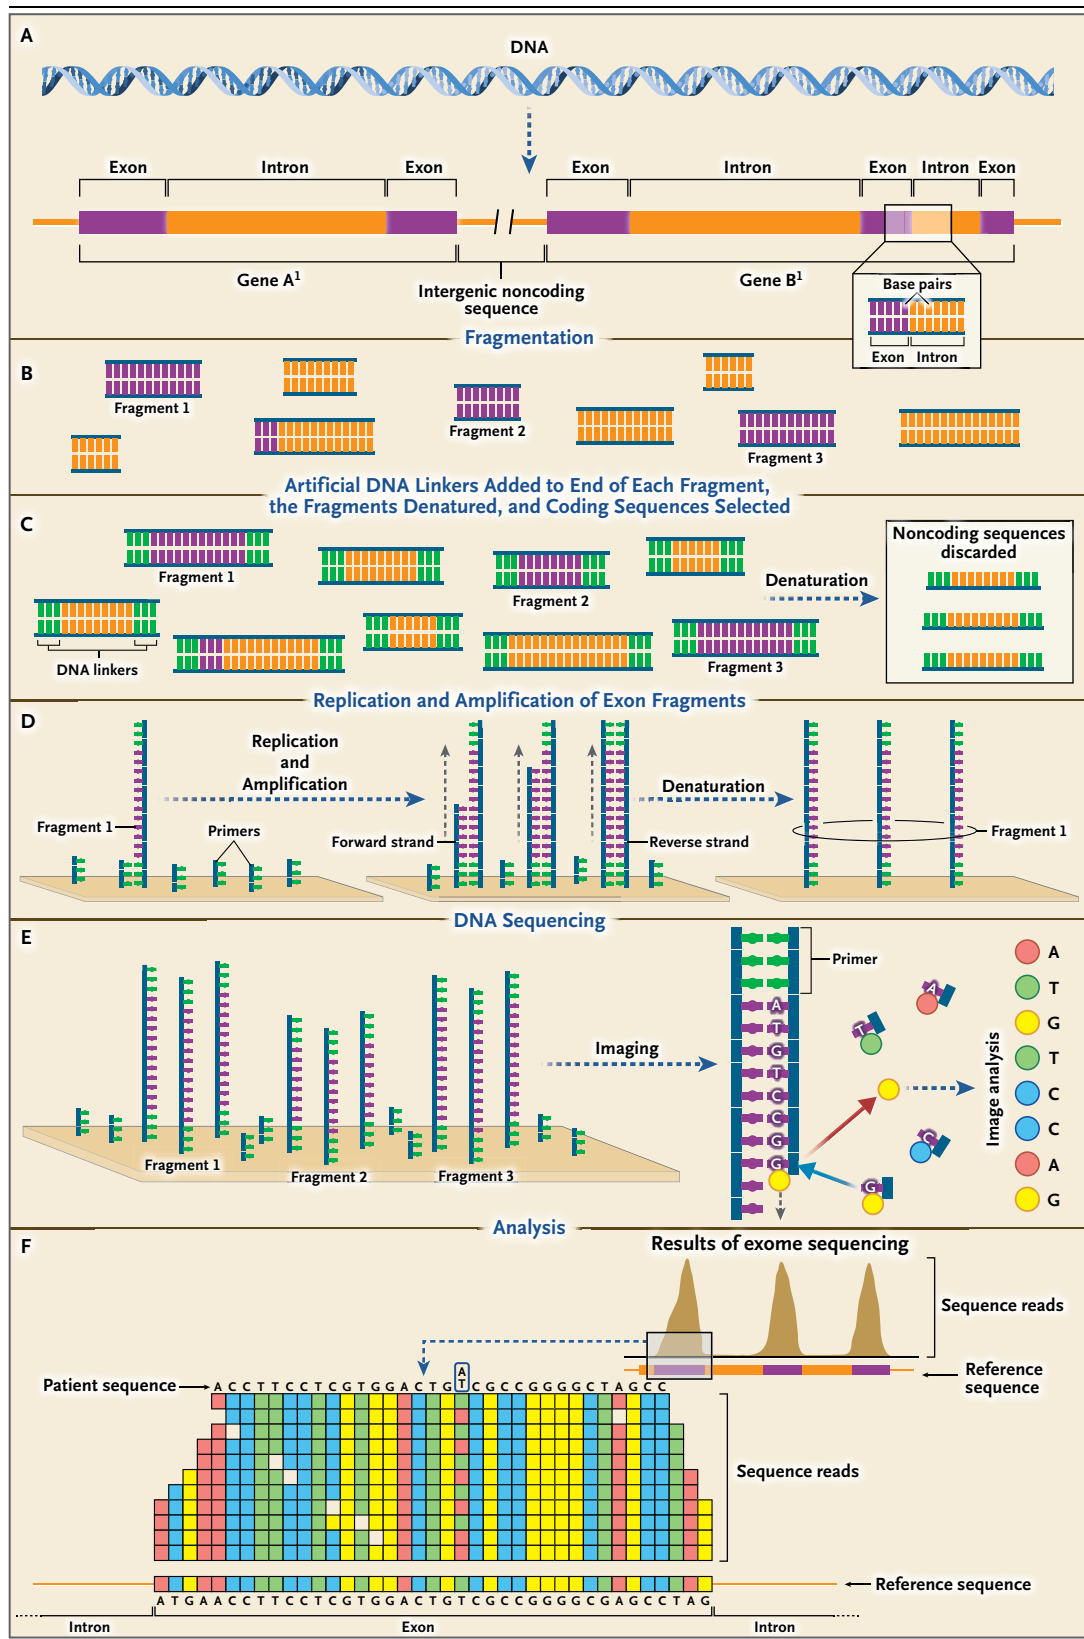 A
DNA
Exon Intron Exon Exon Intron Exon Intron Exon
Gene A¹
Intergenic noncoding
sequence
Gene B¹
Base pairs
Exon Intron
Fragmentation
B
Fragment 1
Fragment 2
Fragment 3
Artificial DNA Linkers Added to End of Each Fragment,
the Fragments Denatured, and Coding Sequences Selected
C
Fragment 1
Fragment 2
Fragment 3
DNA linkers
Denaturation
Noncoding sequences
discarded
Replication and Amplification of Exon Fragments
D
Fragment 1
Primers
Replication
and
Amplification
Forward strand
Reverse strand
Denaturation
Fragment 1
DNA Sequencing
E
Fragment 1
Fragment 2
Fragment 3
Imaging
Primer
A
T
G
T
C
C
G
G
A
T
C
G
Image analysis
A
T
G
T
C
C
A
G
Analysis
F
Results of exome sequencing
Sequence reads
Reference
sequence
Patient sequence
A
T
A C C T T C C T C G T G G A C T G C G C C G G G G C T A G C C
Sequence reads
Reference sequence
A T G A A C C T T C C T C G T G G A C T G T C G C C G G G G C G A G C C T A G
Intron Exon Intron